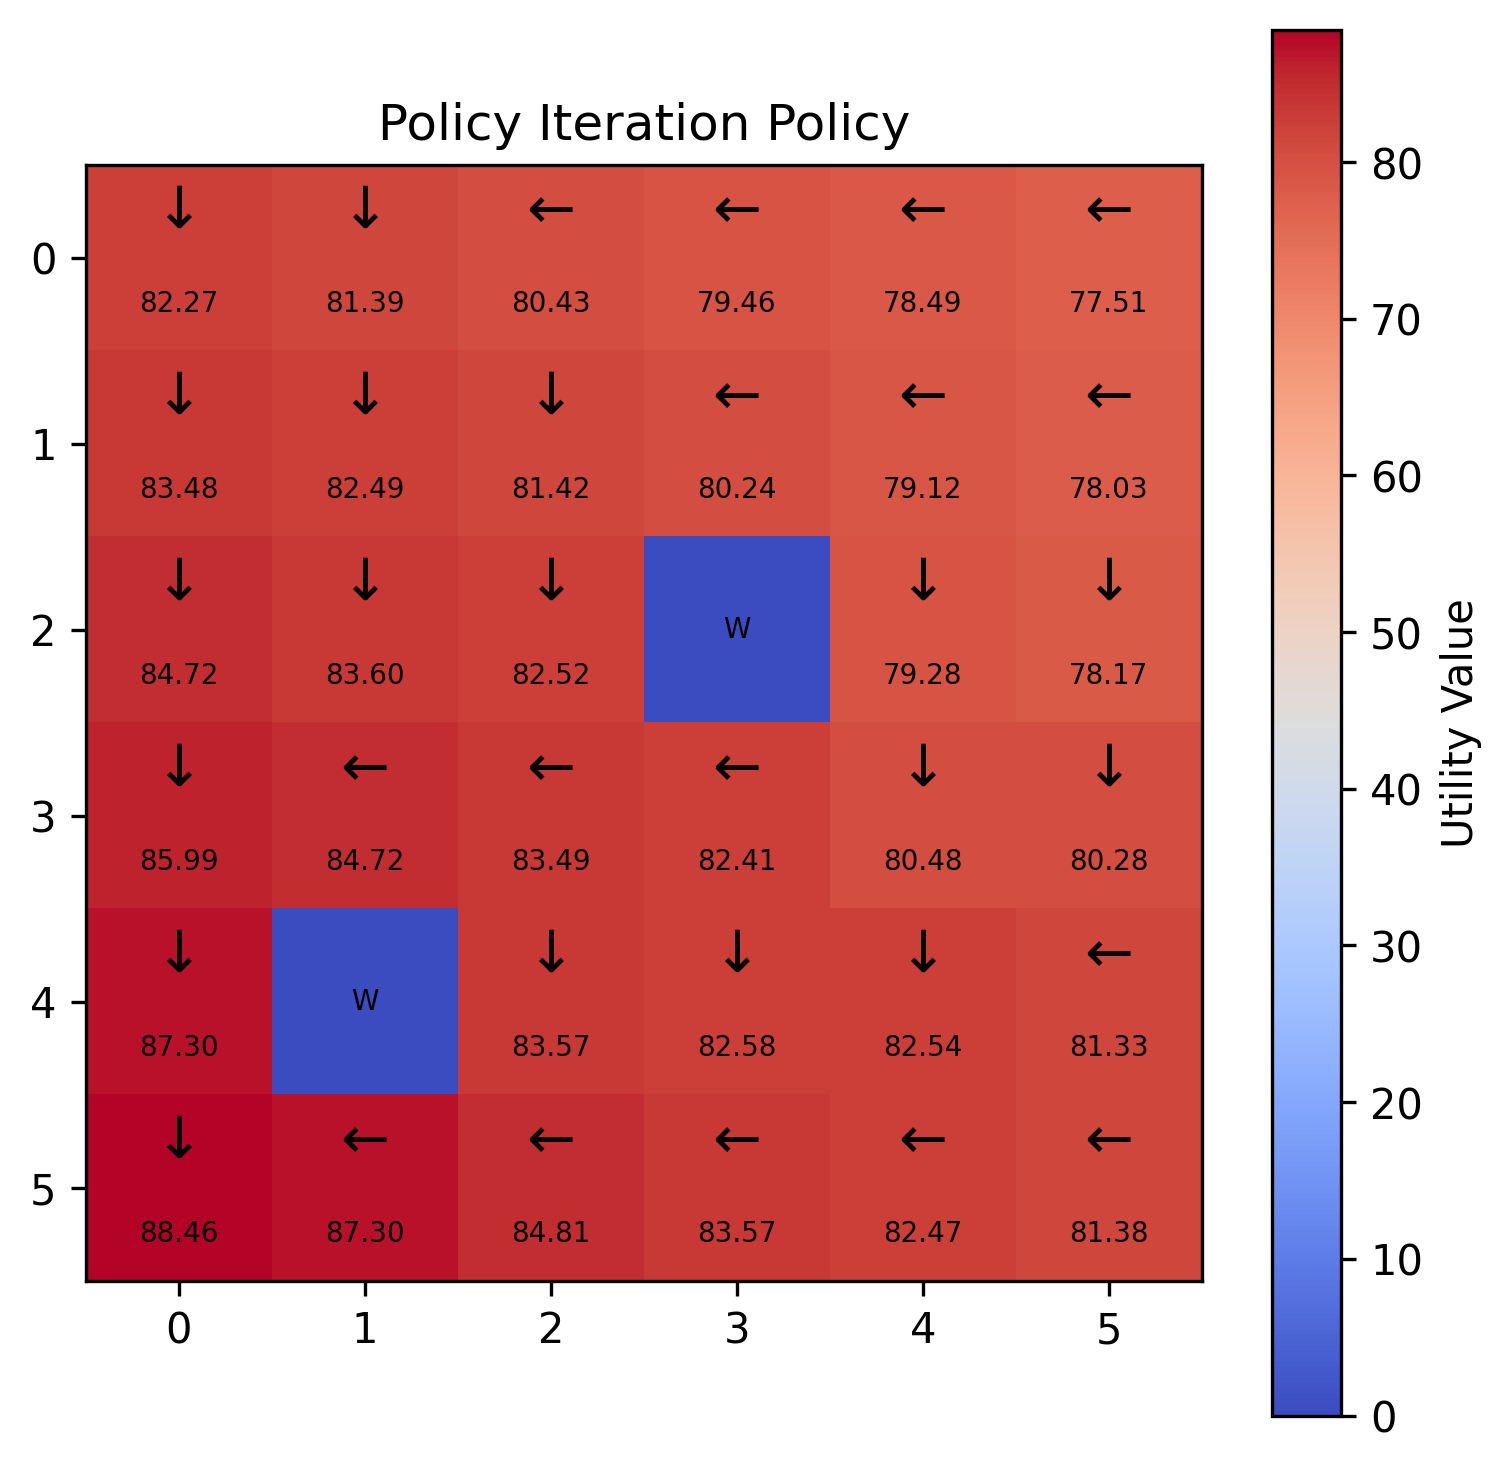 Policy Iteration Policy
↓ ↓ ← ← ← ←
0
82.27 81.39 80.43 79.46 78.49 77.51
↓ ↓ ↓ ← ← ←
1
83.48 82.49 81.42 80.24 79.12 78.03
↓ ↓ ↓ ↓ ↓
2 W
84.72 83.60 82.52 79.28 78.17
↓ ← ← ← ↓ ↓
3
85.99 84.72 83.49 82.41 80.48 80.28
↓ ↓ ↓ ↓ ←
4 W
87.30 83.57 82.58 82.54 81.33
↓ ← ← ← ← ←
5
88.46 87.30 84.81 83.57 82.47 81.38
0 1 2 3 4 5
80
70
60
50
40
30
20
10
0
Utility Value